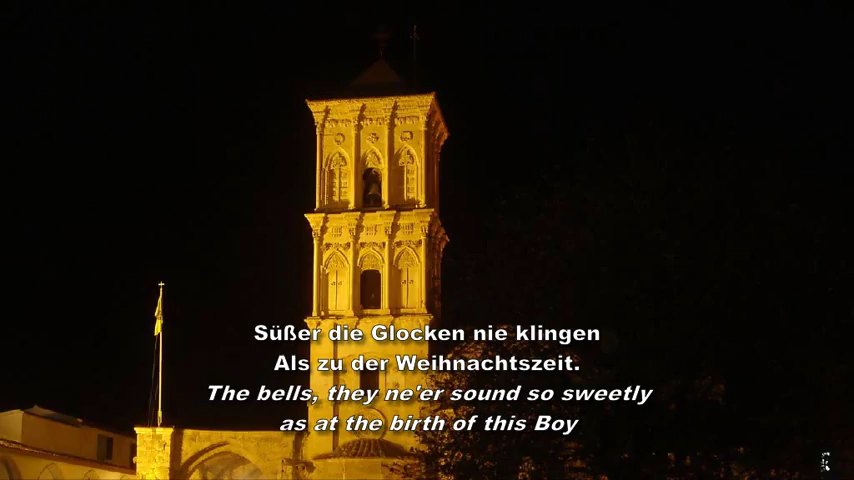 Süßer die Glocken nie klingen
Als zu der Weihnachtszeit.
The bells, they ne'er sound so sweetly
as at the birth of this Boy